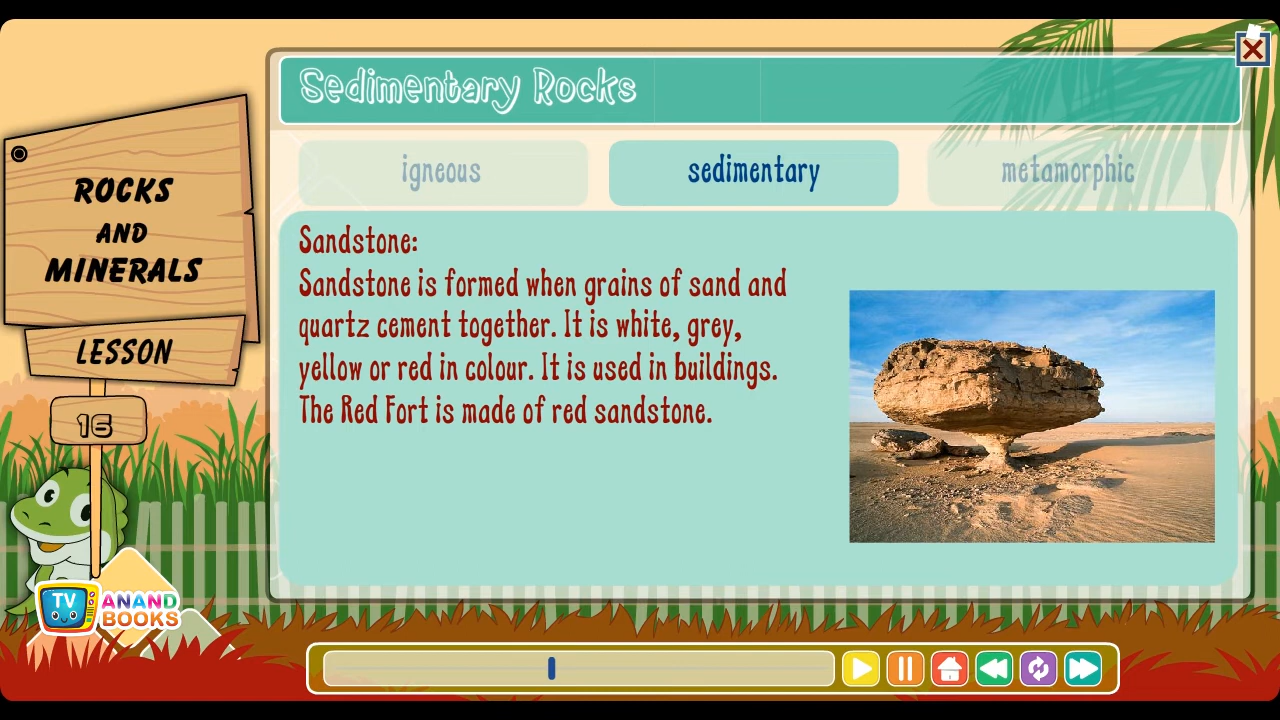 Sedimentary Rocks
igneous
sedimentary
metamorphic
ROCKS
AND
MINERALS
LESSON
16
Sandstone:
Sandstone is formed when grains of sand and
quartz cement together. It is white, grey,
yellow or red in colour. It is used in buildings.
The Red Fort is made of red sandstone.
TV
ANAND
BOOKS